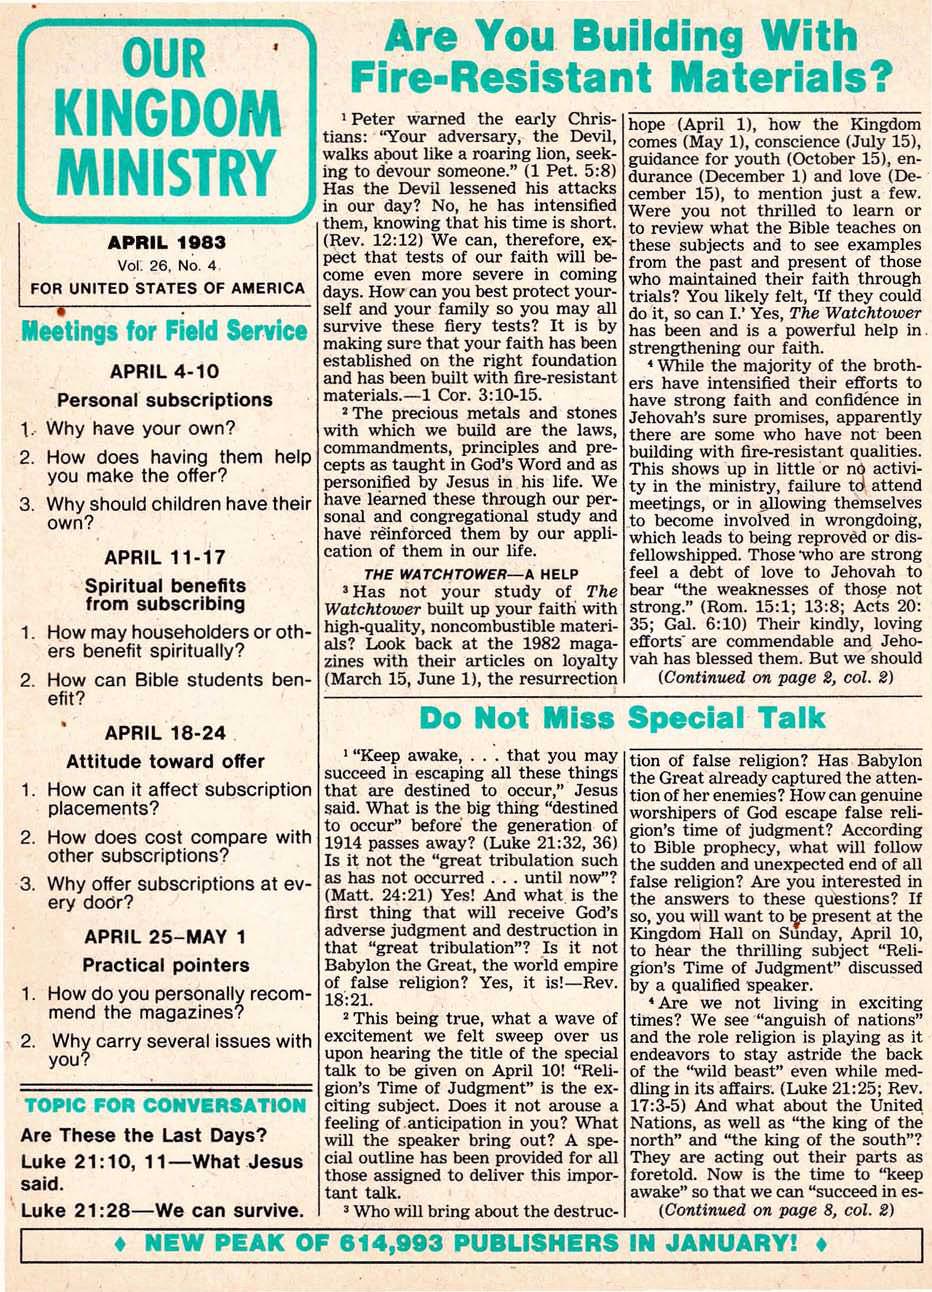 OUR
KINGDOM
MINISTRY
APRIL 1983
Vol. 26, No. 4
FOR UNITED STATES OF AMERICA
Meetings for Field Service
APRIL 4-10
Personal subscriptions
1. Why have your own?
2. How does having them help
you make the offer?
3. Why should children have their
own?
APRIL 11-17
Spiritual benefits
from subscribing
1. How may householders or oth-
ers benefit spiritually?
2. How can Bible students ben-
efit?
APRIL 18-24
Attitude toward offer
1. How can it affect subscription
placements?
2. How does cost compare with
other subscriptions?
3. Why offer subscriptions at ev-
ery door?
APRIL 25–MAY 1
Practical pointers
1. How do you personally recom-
mend the magazines?
2. Why carry several issues with
you?
TOPIC FOR CONVERSATION
Are These the Last Days?
Luke 21:10, 11—What Jesus
said.
Luke 21:28—We can survive.
Are You Building With
Fire-Resistant Materials?
1 Peter warned the early Chris-
tians: “Your adversary, the Devil,
walks about like a roaring lion, seek-
ing to devour someone.” (1 Pet. 5:8)
Has the Devil lessened his attacks
in our day? No, he has intensified
them, knowing that his time is short.
(Rev. 12:12) We can, therefore, ex-
pect that tests of our faith will be-
come even more severe in coming
days. How can you best protect your-
self and your family so you may all
survive these fiery tests? It is by
making sure that your faith has been
established on the right foundation
and has been built with fire-resistant
materials.—1 Cor. 3:10-15.
2 The precious metals and stones
with which we build are the laws,
commandments, principles and pre-
cepts as taught in God’s Word and as
personified by Jesus in his life. We
have learned these through our per-
sonal and congregational study and
have reinforced them by our appli-
cation of them in our life.
THE WATCHTOWER—A HELP
3 Has not your study of The
Watchtower built up your faith with
high-quality, noncombustible materi-
als? Look back at the 1982 maga-
zines with their articles on loyalty
(March 15, June 1), the resurrection
hope (April 1), how the Kingdom
comes (May 1), conscience (July 15),
guidance for youth (October 15), en-
durance (December 1) and love (De-
cember 15), to mention just a few.
Were you not thrilled to learn or
to review what the Bible teaches on
these subjects and to see examples
from the past and present of those
who maintained their faith through
trials? You likely felt, ‘If they could
do it, so can I.’ Yes, The Watchtower
has been and is a powerful help in
strengthening our faith.
4 While the majority of the broth-
ers have intensified their efforts to
have strong faith and confidence in
Jehovah’s sure promises, apparently
there are some who have not been
building with fire-resistant qualities.
This shows up in little or no activi-
ty in the ministry, failure to attend
meetings, or in allowing themselves
to become involved in wrongdoing,
which leads to being reproved or dis-
fellowshipped. Those who are strong
feel a debt of love to Jehovah to
bear “the weaknesses of those not
strong.” (Rom. 15:1; 13:8; Acts 20:
35; Gal. 6:10) Their kindly, loving
efforts are commendable and Jeho-
vah has blessed them. But we should
(Continued on page 2, col. 2)
Do Not Miss Special Talk
1 “Keep awake, . . . that you may
succeed in escaping all these things
that are destined to occur,” Jesus
said. What is the big thing “destined
to occur” before the generation of
1914 passes away? (Luke 21:32, 36)
Is it not the “great tribulation such
as has not occurred . . . until now”?
(Matt. 24:21) Yes! And what is the
first thing that will receive God’s
adverse judgment and destruction in
that “great tribulation”? Is it not
Babylon the Great, the world empire
of false religion? Yes, it is!—Rev.
18:21.
2 This being true, what a wave of
excitement we felt sweep over us
upon hearing the title of the special
talk to be given on April 10! “Reli-
gion’s Time of Judgment” is the ex-
citing subject. Does it not arouse a
feeling of anticipation in you? What
will the speaker bring out? A spe-
cial outline has been provided for all
those assigned to deliver this impor-
tant talk.
3 Who will bring about the destruc-
tion of false religion? Has Babylon
the Great already captured the atten-
tion of her enemies? How can genuine
worshipers of God escape false reli-
gion’s time of judgment? According
to Bible prophecy, what will follow
the sudden and unexpected end of all
false religion? Are you interested in
the answers to these questions? If
so, you will want to be present at the
Kingdom Hall on Sunday, April 10,
to hear the thrilling subject “Reli-
gion’s Time of Judgment” discussed
by a qualified speaker.
4 Are we not living in exciting
times? We see “anguish of nations”
and the role religion is playing as it
endeavors to stay astride the back
of the “wild beast” even while med-
dling in its affairs. (Luke 21:25; Rev.
17:3-5) And what about the United
Nations, as well as “the king of the
north” and “the king of the south”?
They are acting out their parts as
foretold. Now is the time to “keep
awake” so that we can “succeed in es-
(Continued on page 8, col. 2)
♦ NEW PEAK OF 614,993 PUBLISHERS IN JANUARY! ♦